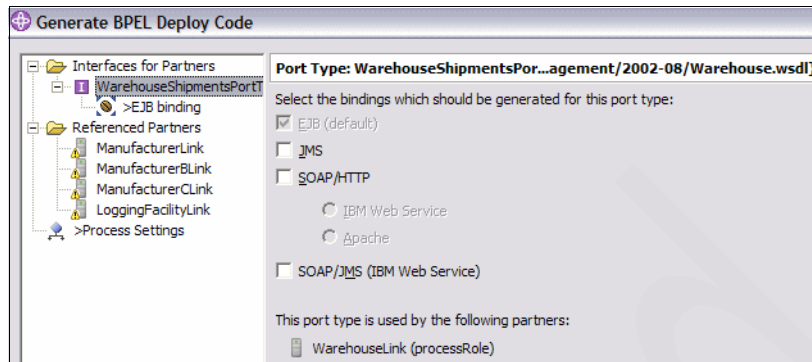 Generate BPEL Deploy Code
Interfaces for Partners
WarehouseShipmentsPortT
>EJB binding
Referenced Partners
ManufacturerLink
ManufacturerBLink
ManufacturerCLink
LoggingFacilityLink
>Process Settings
Port Type: WarehouseShipmentsPor...agement/2002-08/Warehouse.wsdl]
Select the bindings which should be generated for this port type:
EJB (default)
JMS
SOAP/HTTP
IBM Web Service
Apache
SOAP/JMS (IBM Web Service)
This port type is used by the following partners:
WarehouseLink (processRole)